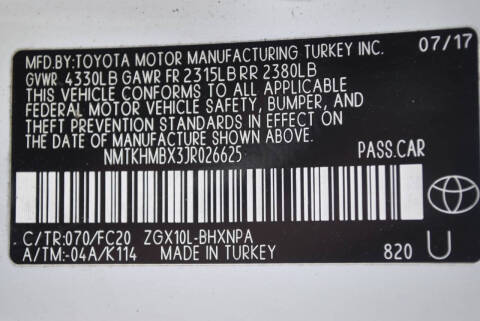 MFD.BY:TOYOTA MOTOR MANUFACTURING TURKEY INC. 07/17
GVWR 4330LB GAWR FR 2315LB RR 2380LB
THIS VEHICLE CONFORMS TO ALL APPLICABLE
FEDERAL MOTOR VEHICLE SAFETY, BUMPER, AND
THEFT PREVENTION STANDARDS IN EFFECT ON
THE DATE OF MANUFACTURE SHOWN ABOVE.
NMTKHMBX3JR026625 PASS.CAR
C/TR:070/FC20 ZGX10L-BHXNPA
A/TM:-04A/K114 MADE IN TURKEY 820 U